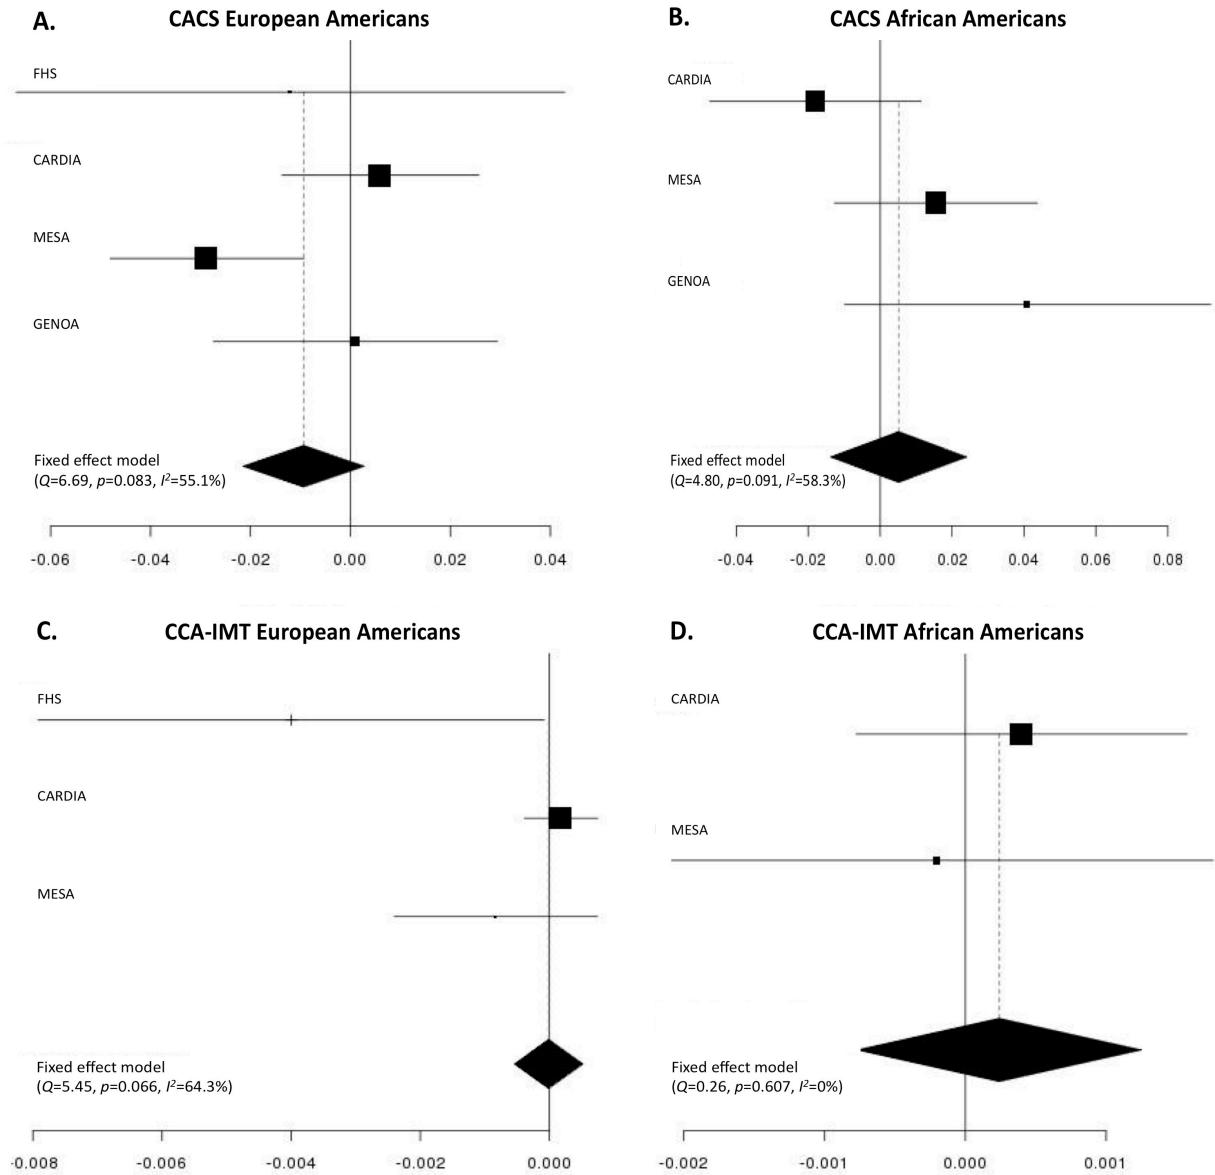 A.
CACS European Americans
FHS
CARDIA
MESA
GENOA
Fixed effect model
(Q=6.69, p=0.083, I²=55.1%)
-0.06 -0.04 -0.02 0.00 0.02 0.04
B.
CACS African Americans
CARDIA
MESA
GENOA
Fixed effect model
(Q=4.80, p=0.091, I²=58.3%)
-0.04 -0.02 0.00 0.02 0.04 0.06 0.08
C.
CCA-IMT European Americans
FHS
CARDIA
MESA
Fixed effect model
(Q=5.45, p=0.066, I²=64.3%)
-0.008 -0.006 -0.004 -0.002 0.000
D.
CCA-IMT African Americans
CARDIA
MESA
Fixed effect model
(Q=0.26, p=0.607, I²=0%)
-0.002 -0.001 0.000 0.001